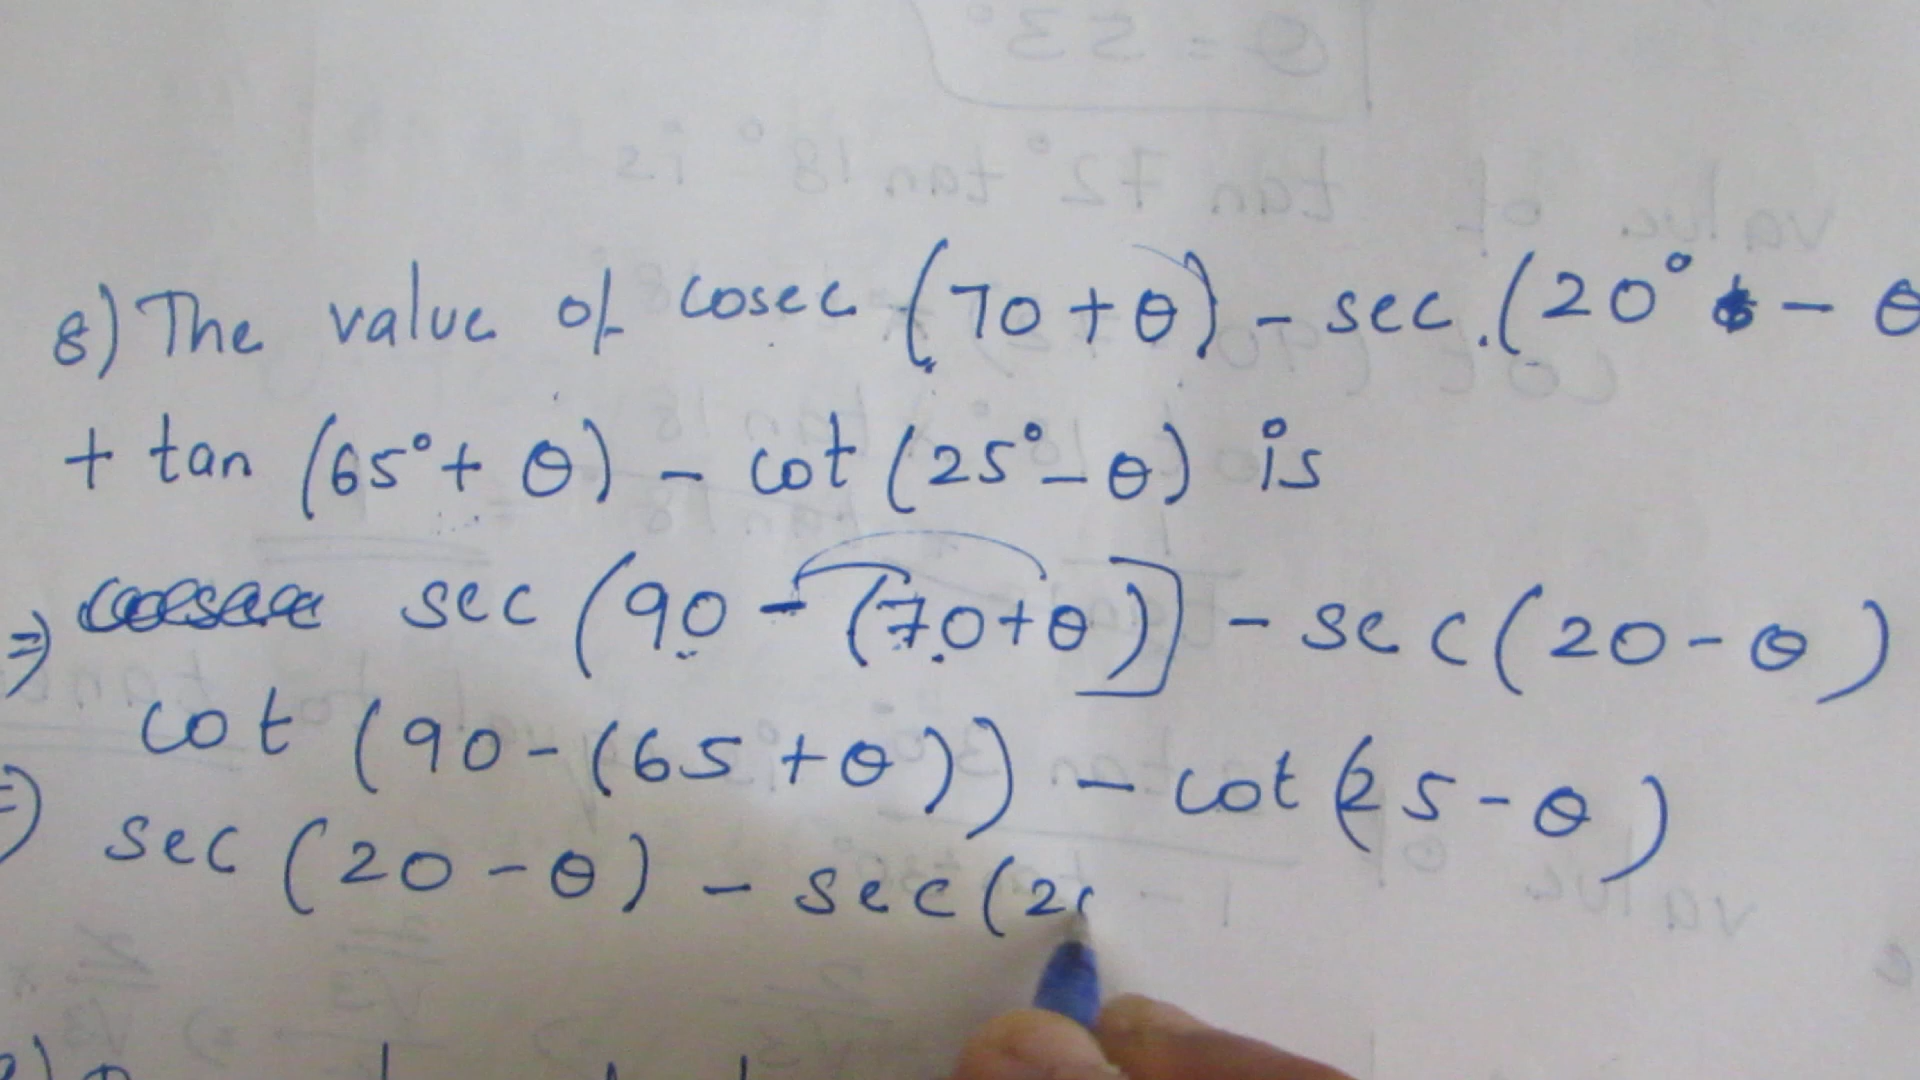 8) The value of cosec (70 + θ) - sec (20° - θ
+ tan (65° + θ) - cot (25° - θ) is
⇒ sec (90 - (70+θ)] - sec (20 - θ)
cot (90 - (65 + θ)) - cot (25 - θ)
⇒ sec (20 - θ) - sec (20